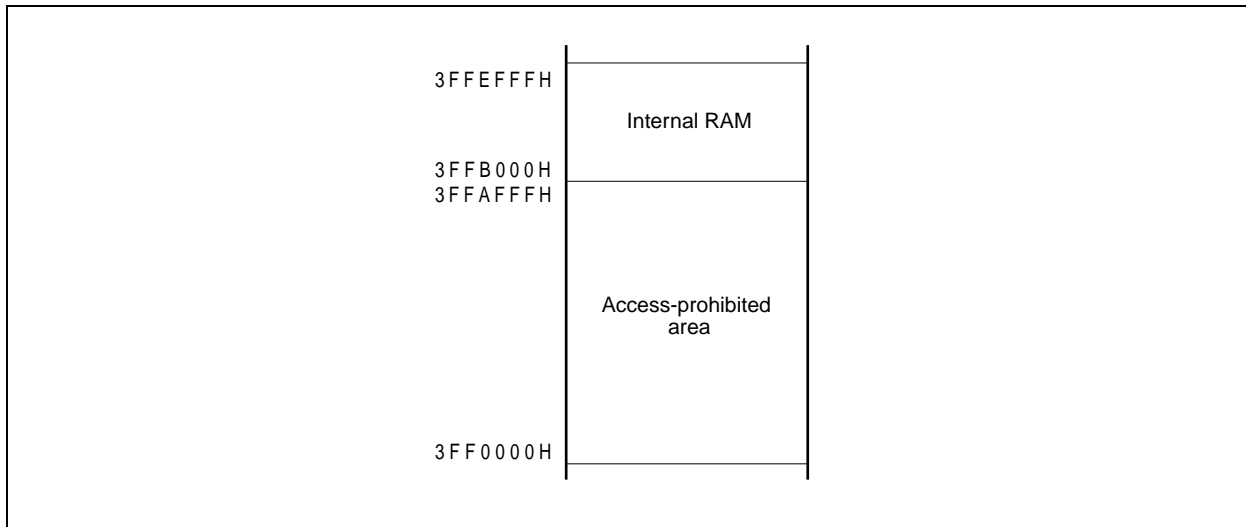 3FFEFFFH
Internal RAM
3FFB000H
3FFAFFFH
Access-prohibited
area
3FF0000H